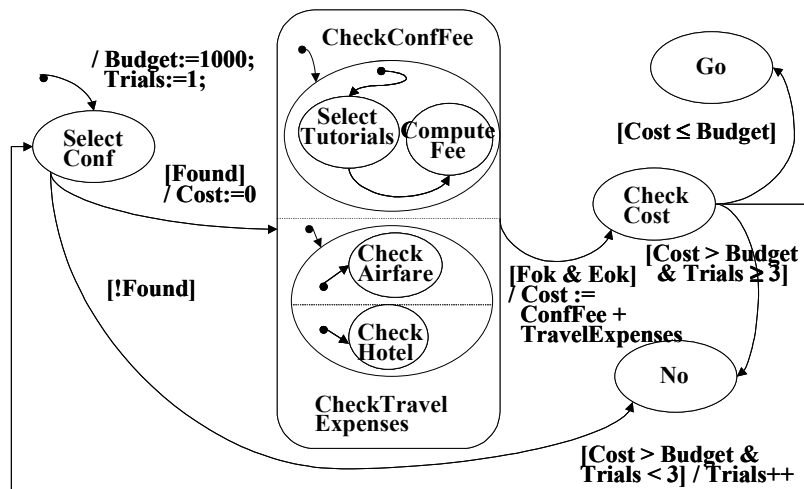 / Budget:=1000;
Trials:=1;
Select
Conf
[Found]
/ Cost:=0
[!Found]
CheckConfFee
Select
Tutorials
Compute
Fee
Check
Airfare
Check
Hotel
CheckTravel
Expenses
[Fok & Eok]
/ Cost :=
ConfFee +
TravelExpenses
Check
Cost
Go
[Cost ≤ Budget]
[Cost > Budget
& Trials ≥ 3]
No
[Cost > Budget &
Trials < 3] / Trials++